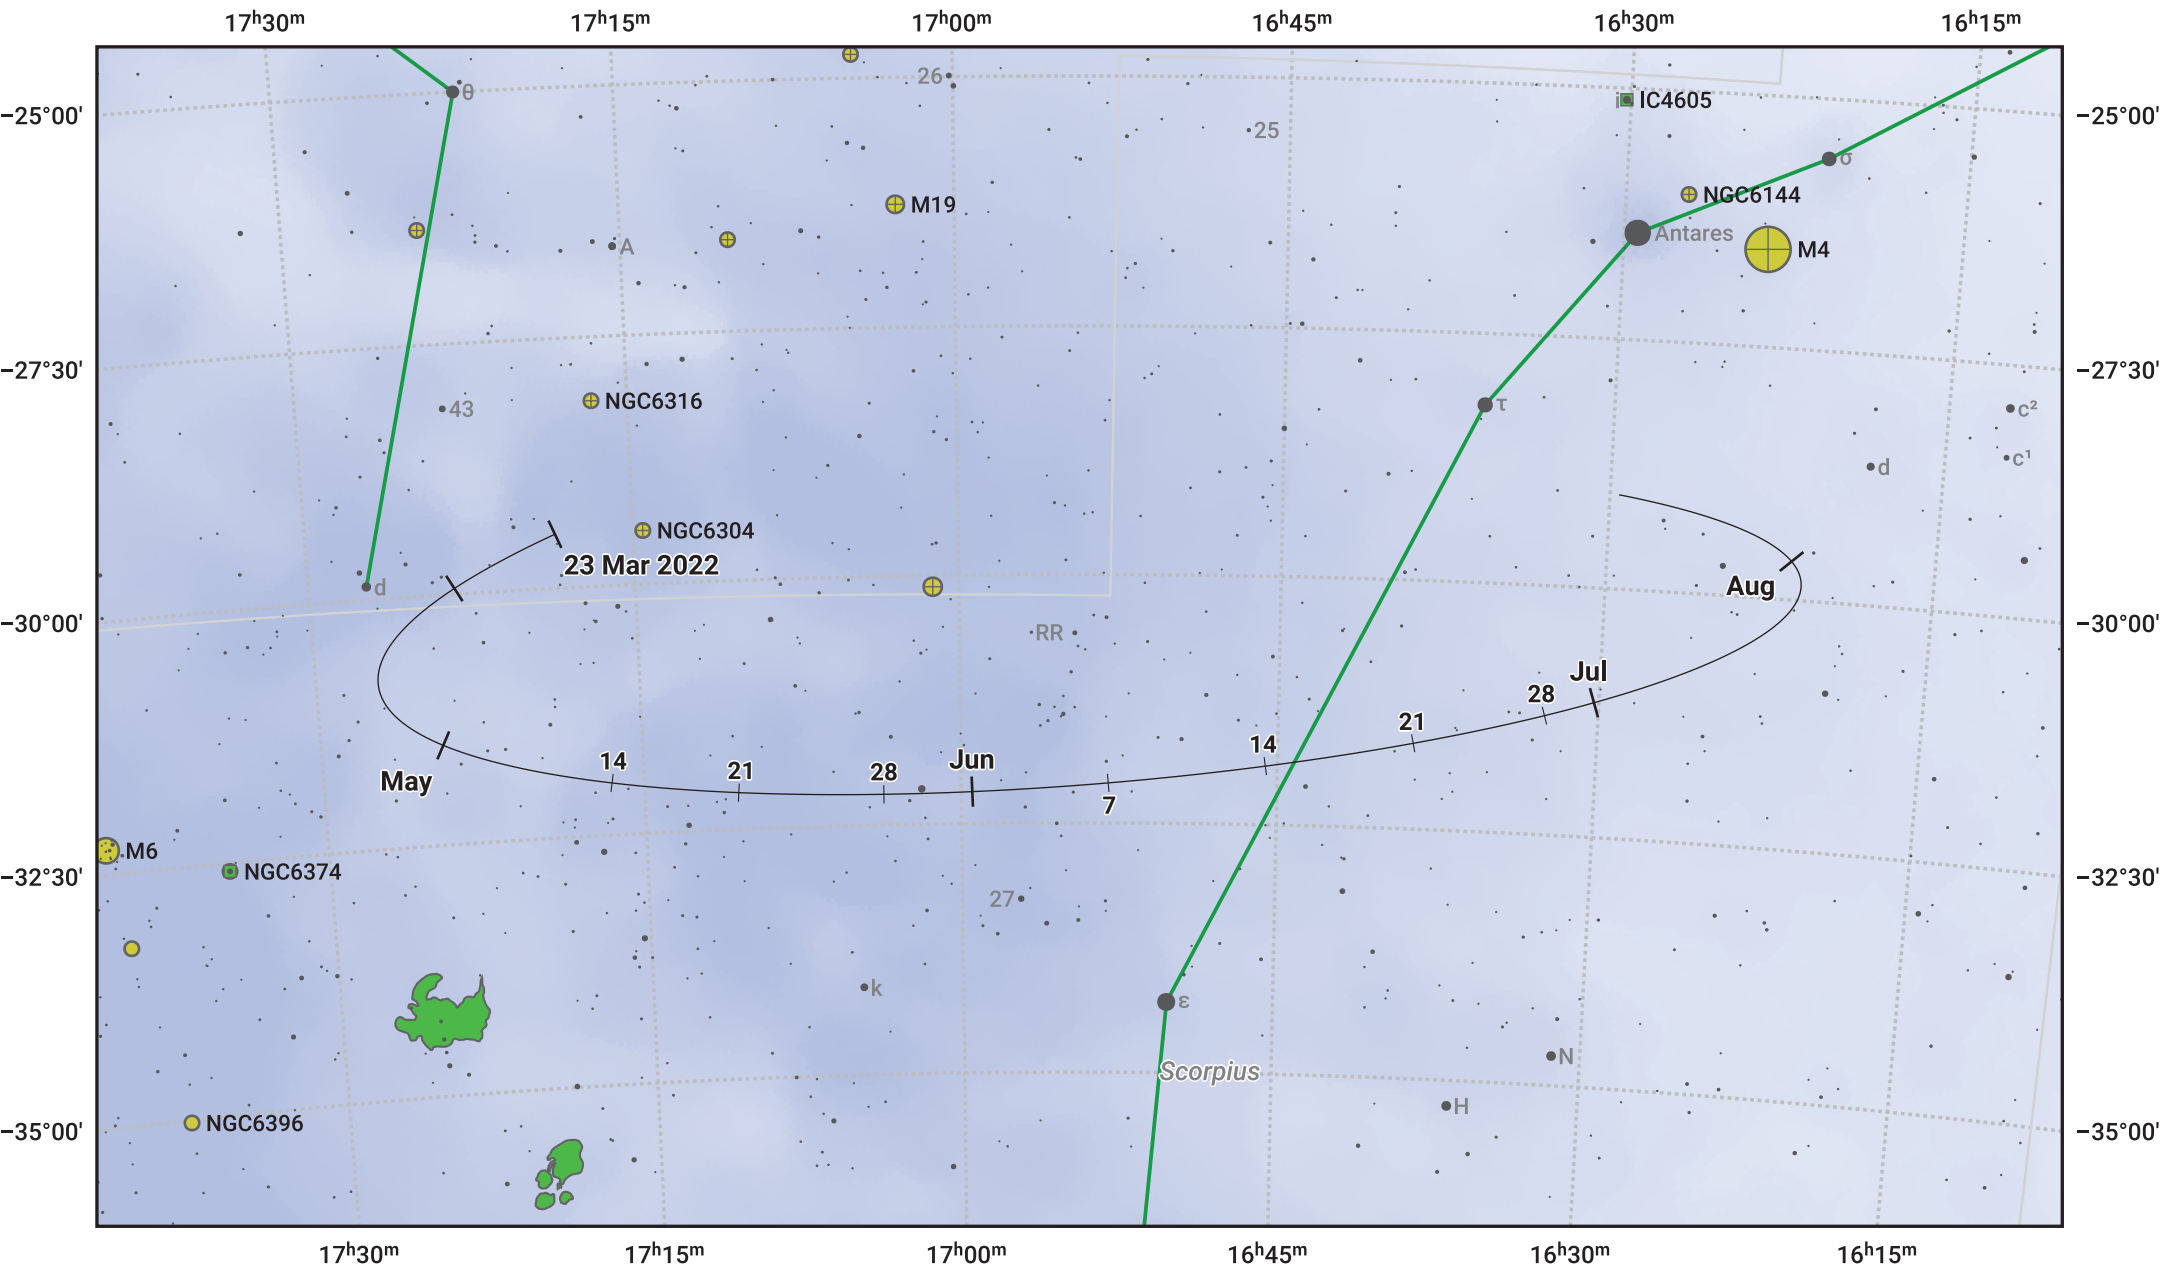 17ʰ30ᵐ 17ʰ15ᵐ 17ʰ00ᵐ 16ʰ45ᵐ 16ʰ30ᵐ 16ʰ15ᵐ
θ
26
i IC4605
−25°00' −25°00'
25
σ
NGC6144
M19
Antares
A
M4
−27°30' −27°30'
NGC6316
43
τ
c²
c¹
d
NGC6304
23 Mar 2022
d
Aug
−30°00' −30°00'
RR
Jul
28
21
14
Jun
14
21
28
May
7
M6
NGC6374
−32°30' −32°30'
27
k
ε
N
Scorpius
H
NGC6396
−35°00' −35°00'
17ʰ30ᵐ 17ʰ15ᵐ 17ʰ00ᵐ 16ʰ45ᵐ 16ʰ30ᵐ 16ʰ15ᵐ